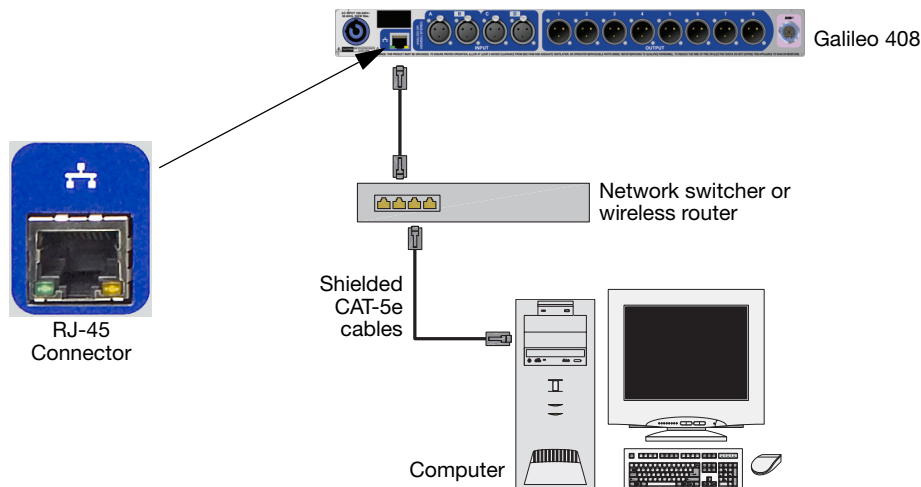 A B C D
INPUT
1 2 3 4 5 6 7 8
OUTPUT
Galileo 408
Network switcher or
wireless router
Shielded
CAT-5e
cables
RJ-45
Connector
Computer